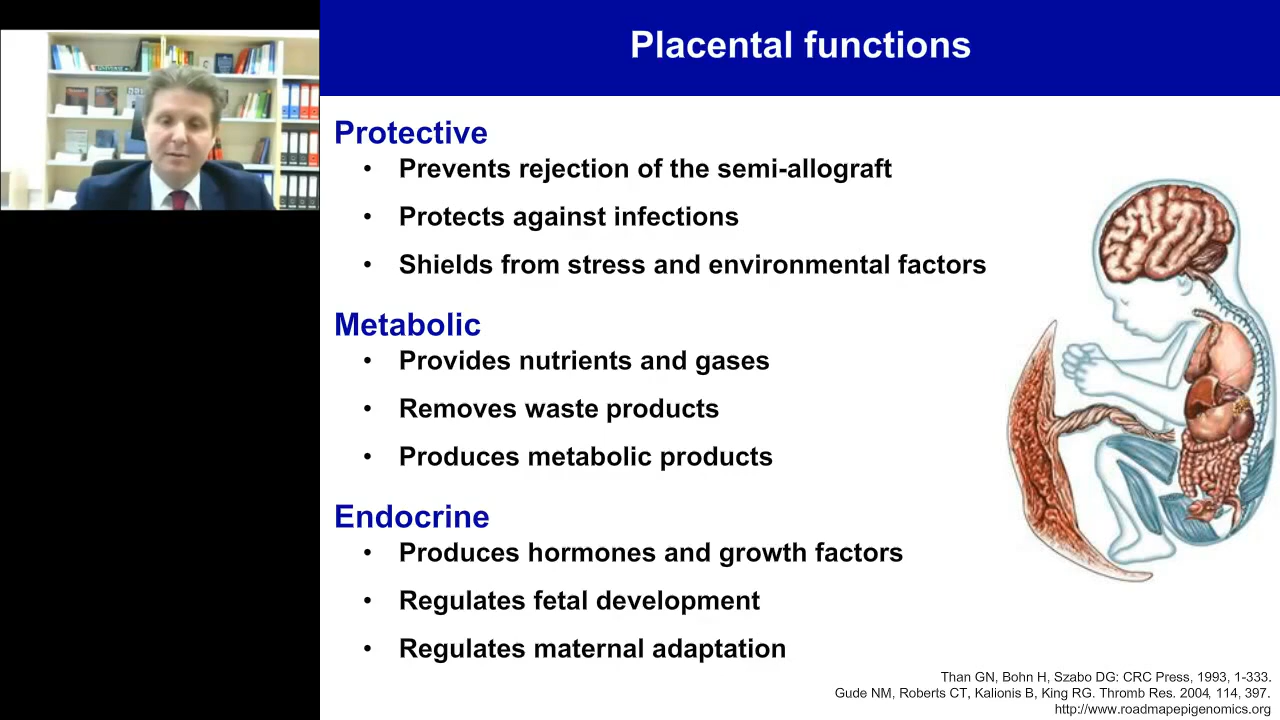 Placental functions
Protective
• Prevents rejection of the semi-allograft
• Protects against infections
• Shields from stress and environmental factors
Metabolic
• Provides nutrients and gases
• Removes waste products
• Produces metabolic products
Endocrine
• Produces hormones and growth factors
• Regulates fetal development
• Regulates maternal adaptation
Than GN, Bohn H, Szabo DG: CRC Press, 1993, 1-333.
Gude NM, Roberts CT, Kalionis B, King RG. Thromb Res. 2004, 114, 397.
http://www.roadmapepigenomics.org